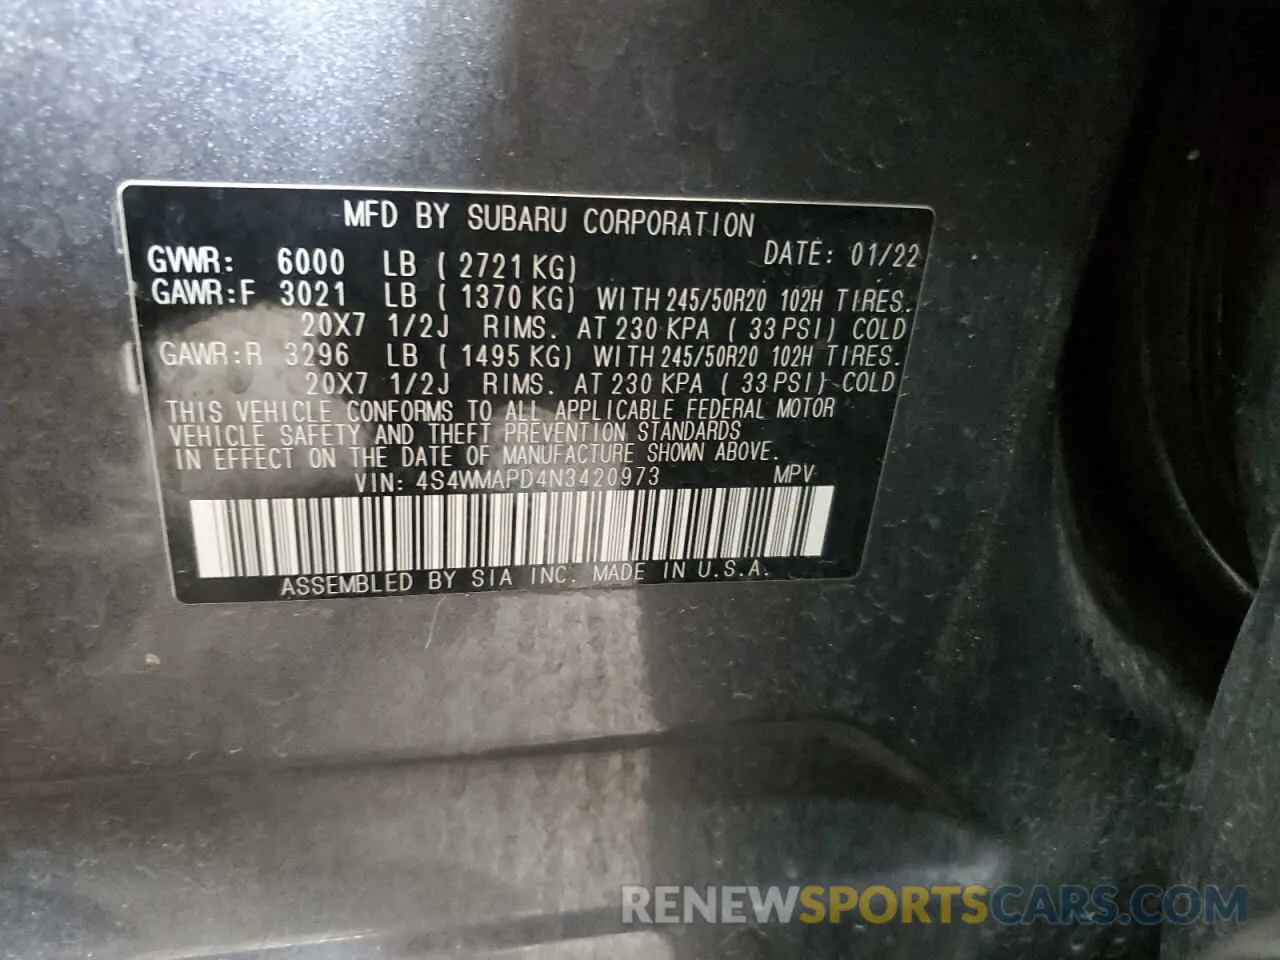 MFD BY SUBARU CORPORATION
DATE: 01/22
GVWR: 6000 LB ( 2721 KG)
GAWR:F 3021 LB ( 1370 KG) WITH 245/50R20 102H TIRES.
20X7 1/2J RIMS. AT 230 KPA ( 33 PSI) COLD
GAWR:R 3296 LB ( 1495 KG) WITH 245/50R20 102H TIRES.
20X7 1/2J RIMS. AT 230 KPA ( 33 PSI) COLD
THIS VEHICLE CONFORMS TO ALL APPLICABLE FEDERAL MOTOR
VEHICLE SAFETY AND THEFT PREVENTION STANDARDS
IN EFFECT ON THE DATE OF MANUFACTURE SHOWN ABOVE.
VIN: 4S4WMAPD4N3420973 MPV
ASSEMBLED BY SIA INC. MADE IN U.S.A.
RENEWSPORTSCARS.COM